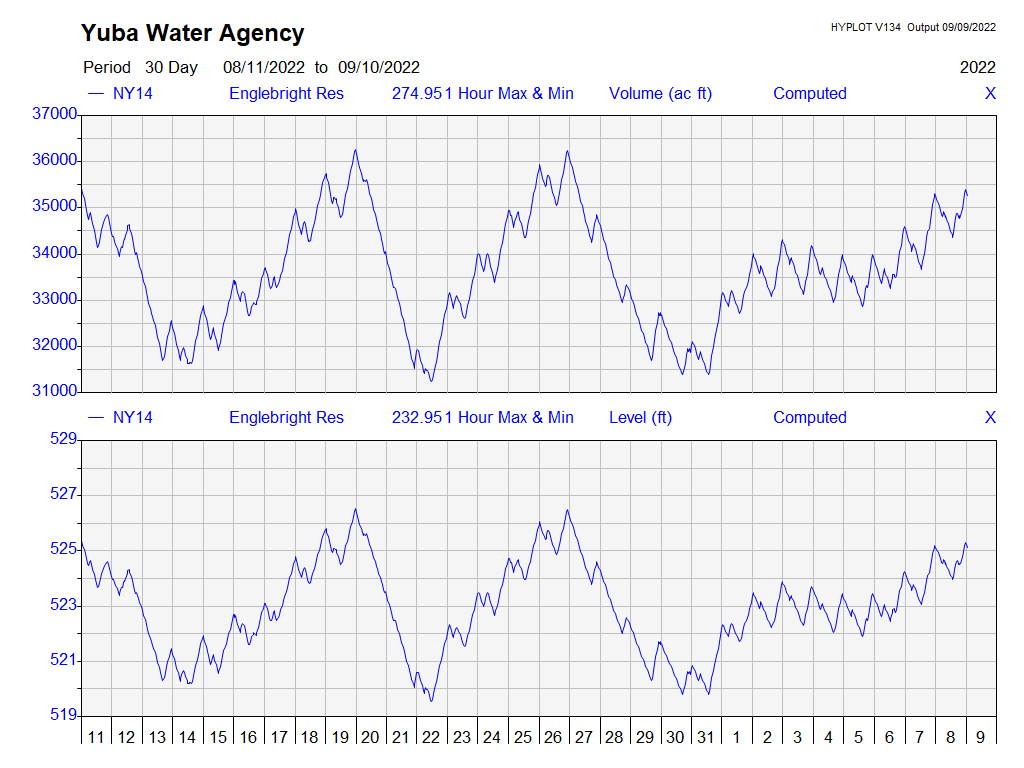 Yuba Water Agency
HYPLOT V134 Output 09/09/2022
Period 30 Day 08/11/2022 to 09/10/2022 2022
NY14 Englebright Res 274.951 Hour Max & Min Volume (ac ft) Computed X
37000
36000
35000
34000
33000
32000
31000
NY14 Englebright Res 232.951 Hour Max & Min Level (ft) Computed X
529
527
525
523
521
519
11 12 13 14 15 16 17 18 19 20 21 22 23 24 25 26 27 28 29 30 31 1 2 3 4 5 6 7 8 9